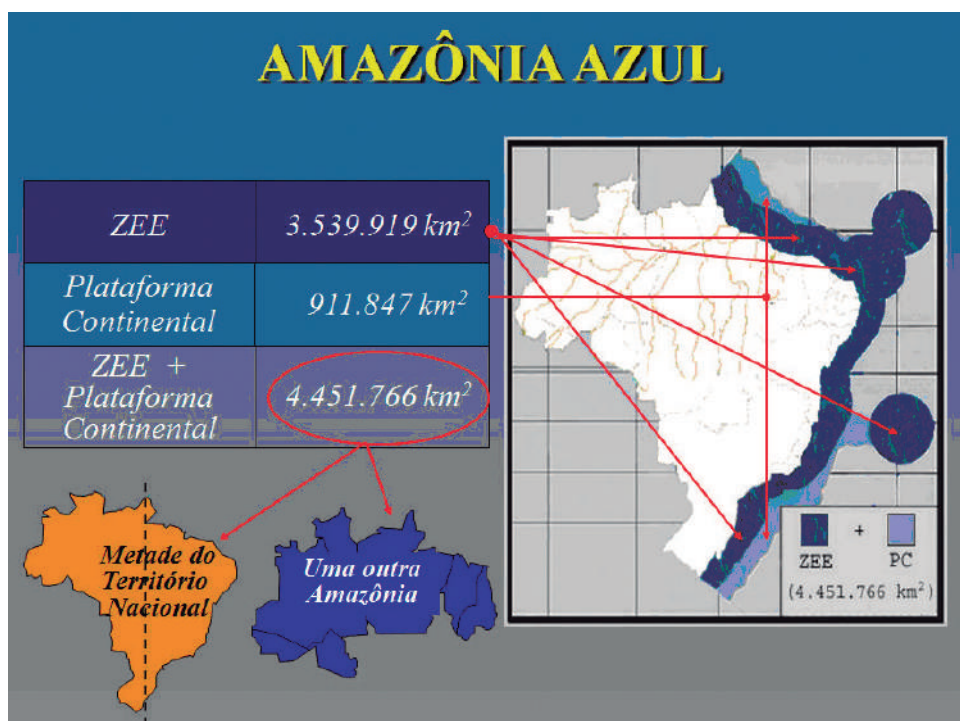 AMAZÔNIA AZUL
ZEE
3.539.919 km²
Plataforma
Continental
911.847 km²
ZEE +
Plataforma
Continental
4.451.766 km²
Metade do
Território
Nacional
Uma outra
Amazônia
+
ZEE PC
(4.451.766 km²)